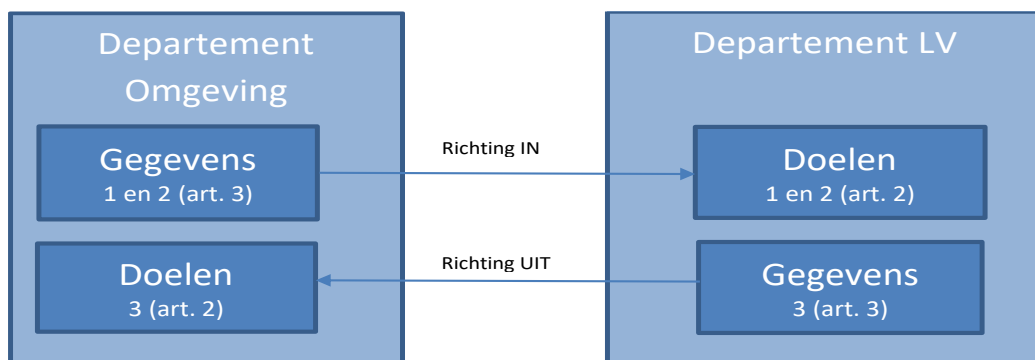 Departement
Omgeving
Departement LV
Gegevens
1 en 2 (art. 3)
Richting IN
Doelen
1 en 2 (art. 2)
Doelen
3 (art. 2)
Richting UIT
Gegevens
3 (art. 3)